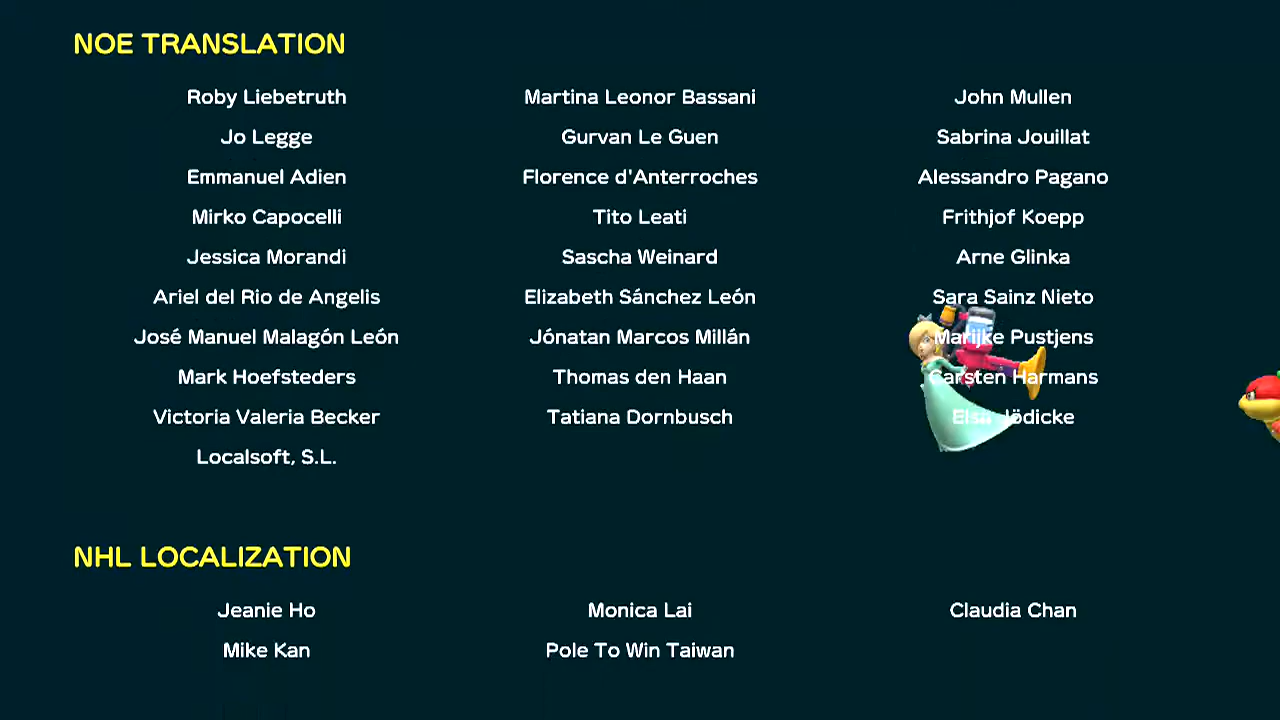 NOE TRANSLATION
Roby Liebetruth Martina Leonor Bassani John Mullen
Jo Legge Gurvan Le Guen Sabrina Jouillat
Emmanuel Adien Florence d'Anterroches Alessandro Pagano
Mirko Capocelli Tito Leati Frithjof Koepp
Jessica Morandi Sascha Weinard Arne Glinka
Ariel del Rio de Angelis Elizabeth Sánchez León Sara Sainz Nieto
José Manuel Malagón León Jónatan Marcos Millán Marijke Pustjens
Mark Hoefsteders Thomas den Haan Carsten Harmans
Victoria Valeria Becker Tatiana Dornbusch Jödicke
Localsoft, S.L.
NHL LOCALIZATION
Jeanie Ho Monica Lai Claudia Chan
Mike Kan Pole To Win Taiwan